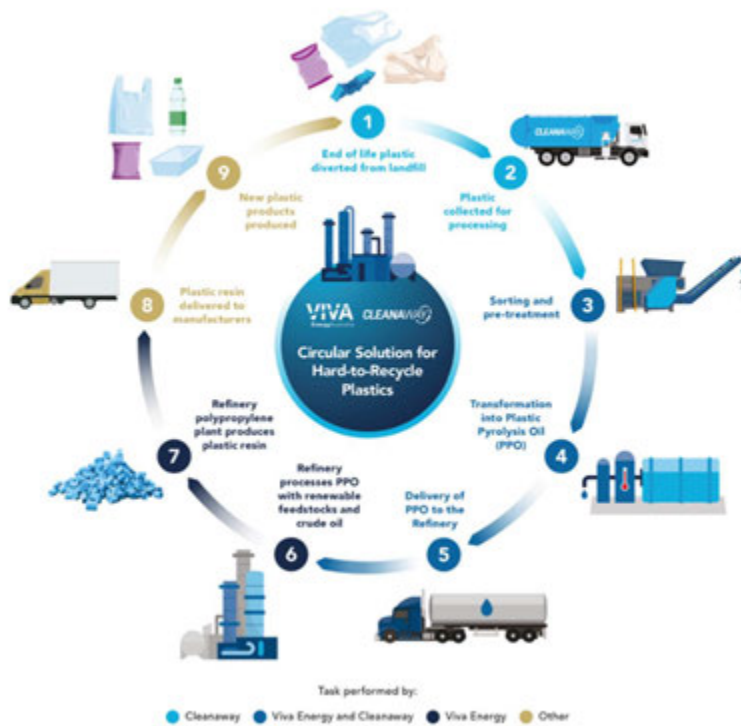 1
End of life plastic
diverted from landfill
CLEANAWAY
2
Plastic
collected for
processing
3
Sorting and
pre-treatment
4
Transformation
into Plastic
Pyrolysis Oil
(PPO)
5
Delivery of
PPO to the
Refinery
6
Refinery
processes PPO
with renewable
feedstocks and
crude oil
7
Refinery
polypropylene
plant produces
plastic resin
8
Plastic resin
delivered to
manufacturers
9
New plastic
products
produced
VIVA
Energy Australia
CLEANAWAY
Circular Solution for
Hard-to-Recycle
Plastics
Task performed by:
Cleanaway Viva Energy and Cleanaway Viva Energy Other